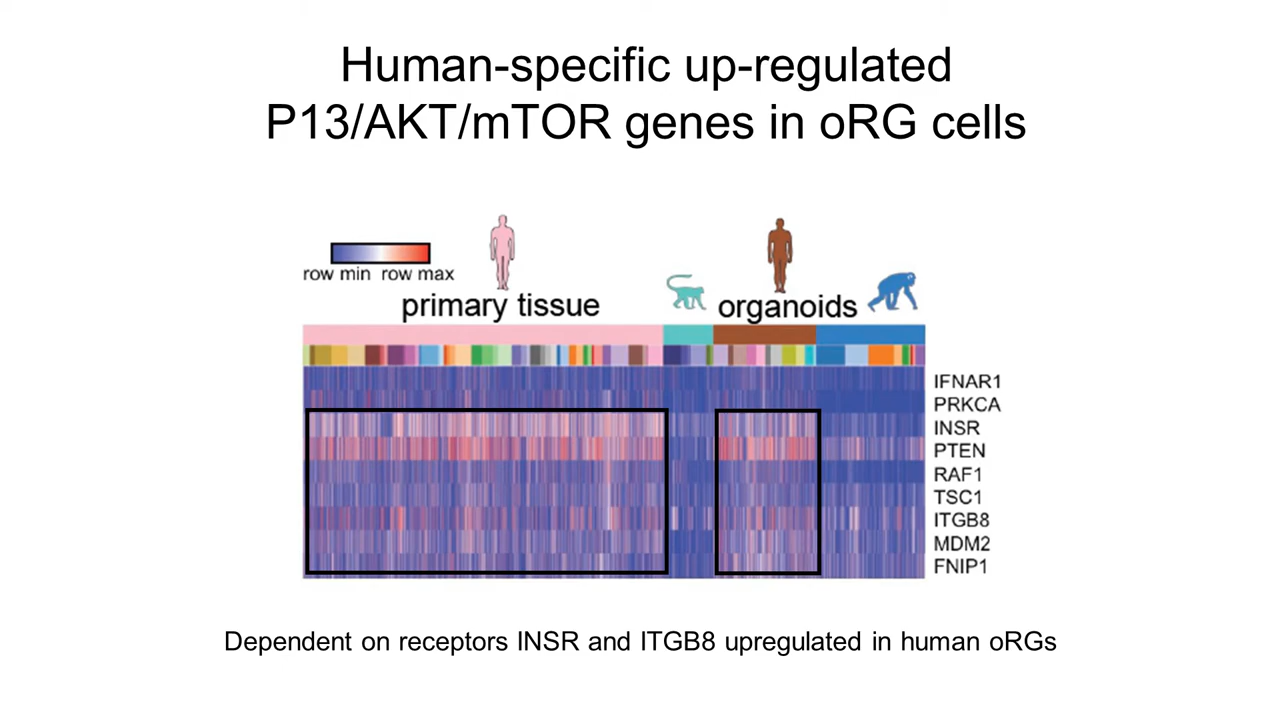 Human-specific up-regulated
P13/AKT/mTOR genes in oRG cells
row min row max
primary tissue
organoids
IFNAR1
PRKCA
INSR
PTEN
RAF1
TSC1
ITGB8
MDM2
FNIP1
Dependent on receptors INSR and ITGB8 upregulated in human oRGs